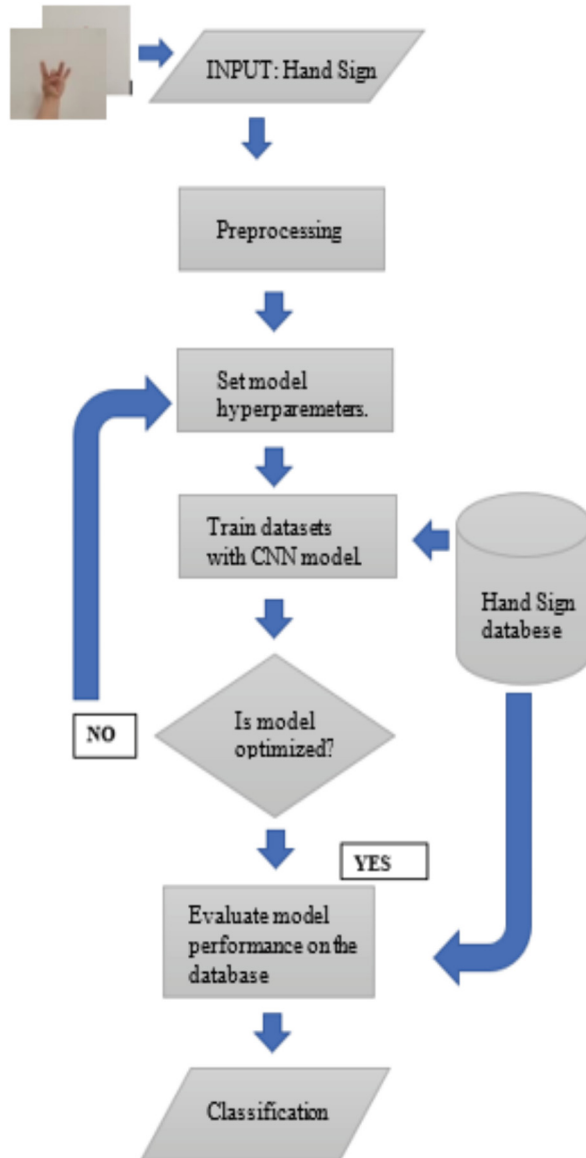 INPUT: Hand Sign
Preprocessing
Set model
hyperparemeters.
Train datasets
with CNN model.
Hand Sign
databese
Is model
optimized?
NO
YES
Evaluate model
performance on the
database
Classification